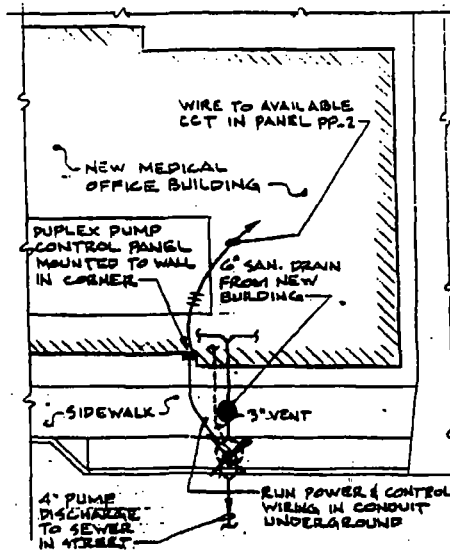 WIRE TO AVAILABLE
CCT IN PANEL PP-2
NEW MEDICAL
OFFICE BUILDING
DUPLEX PUMP
CONTROL PANEL
MOUNTED TO WALL
IN CORNER
6" SAN. DRAIN
FROM NEW
BUILDING
SIDEWALK
3" VENT
4" PUMP
DISCHARGE
TO SEWER
IN STREET
RUN POWER & CONTROL
WIRING IN CONDUIT
UNDERGROUND